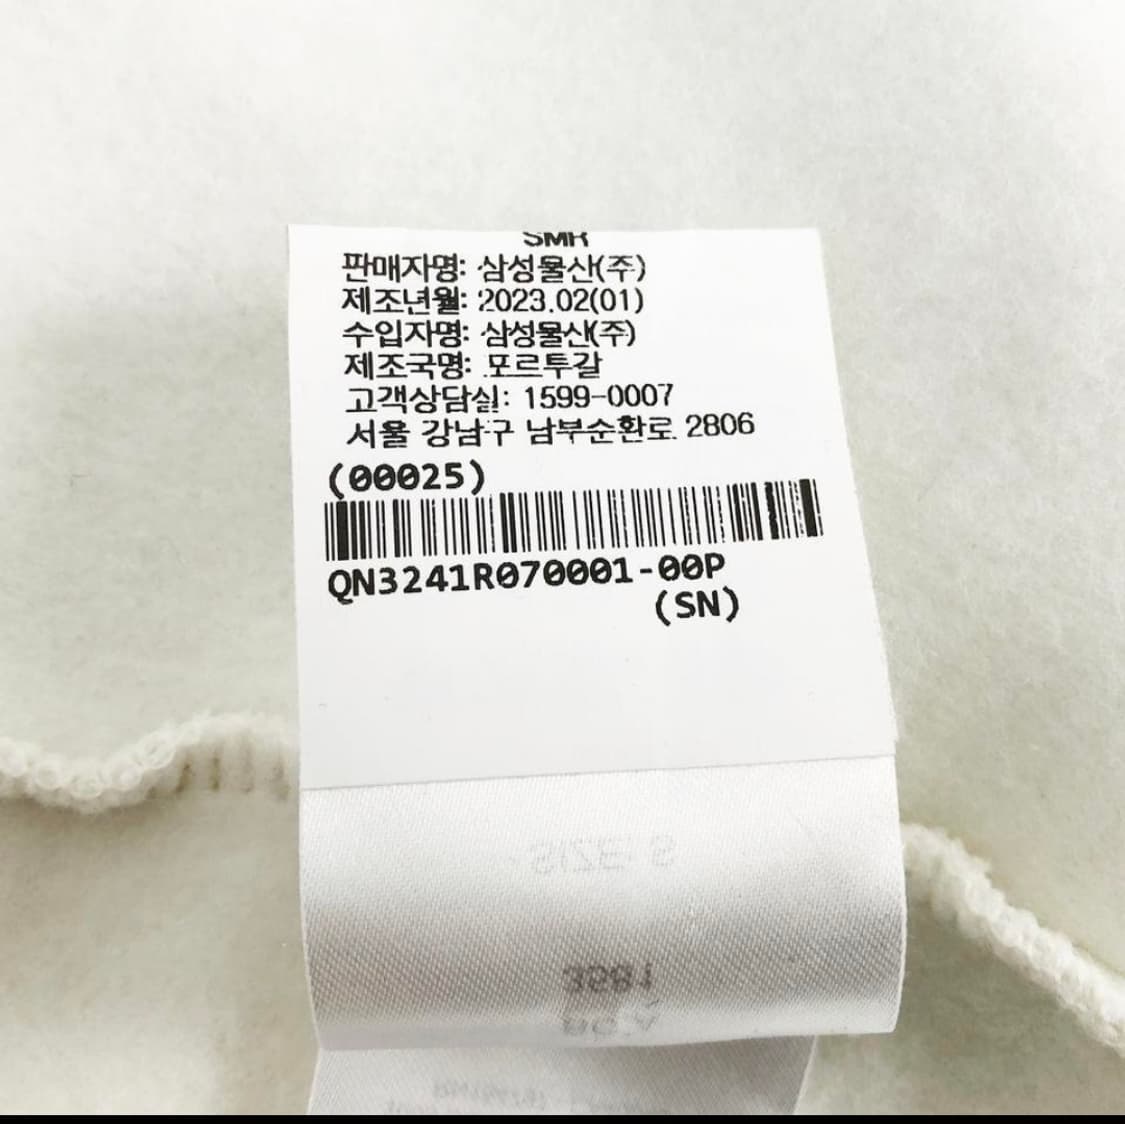 SMR
판매자명: 삼성물산(주)
제조년월: 2023.02(01)
수입자명: 삼성물산(주)
제조국명: 포르투갈
고객상담실: 1599-0007
서울 강남구 남부순환로 2806
(00025)
QN3241R070001-00P
(SN)
SIZE S